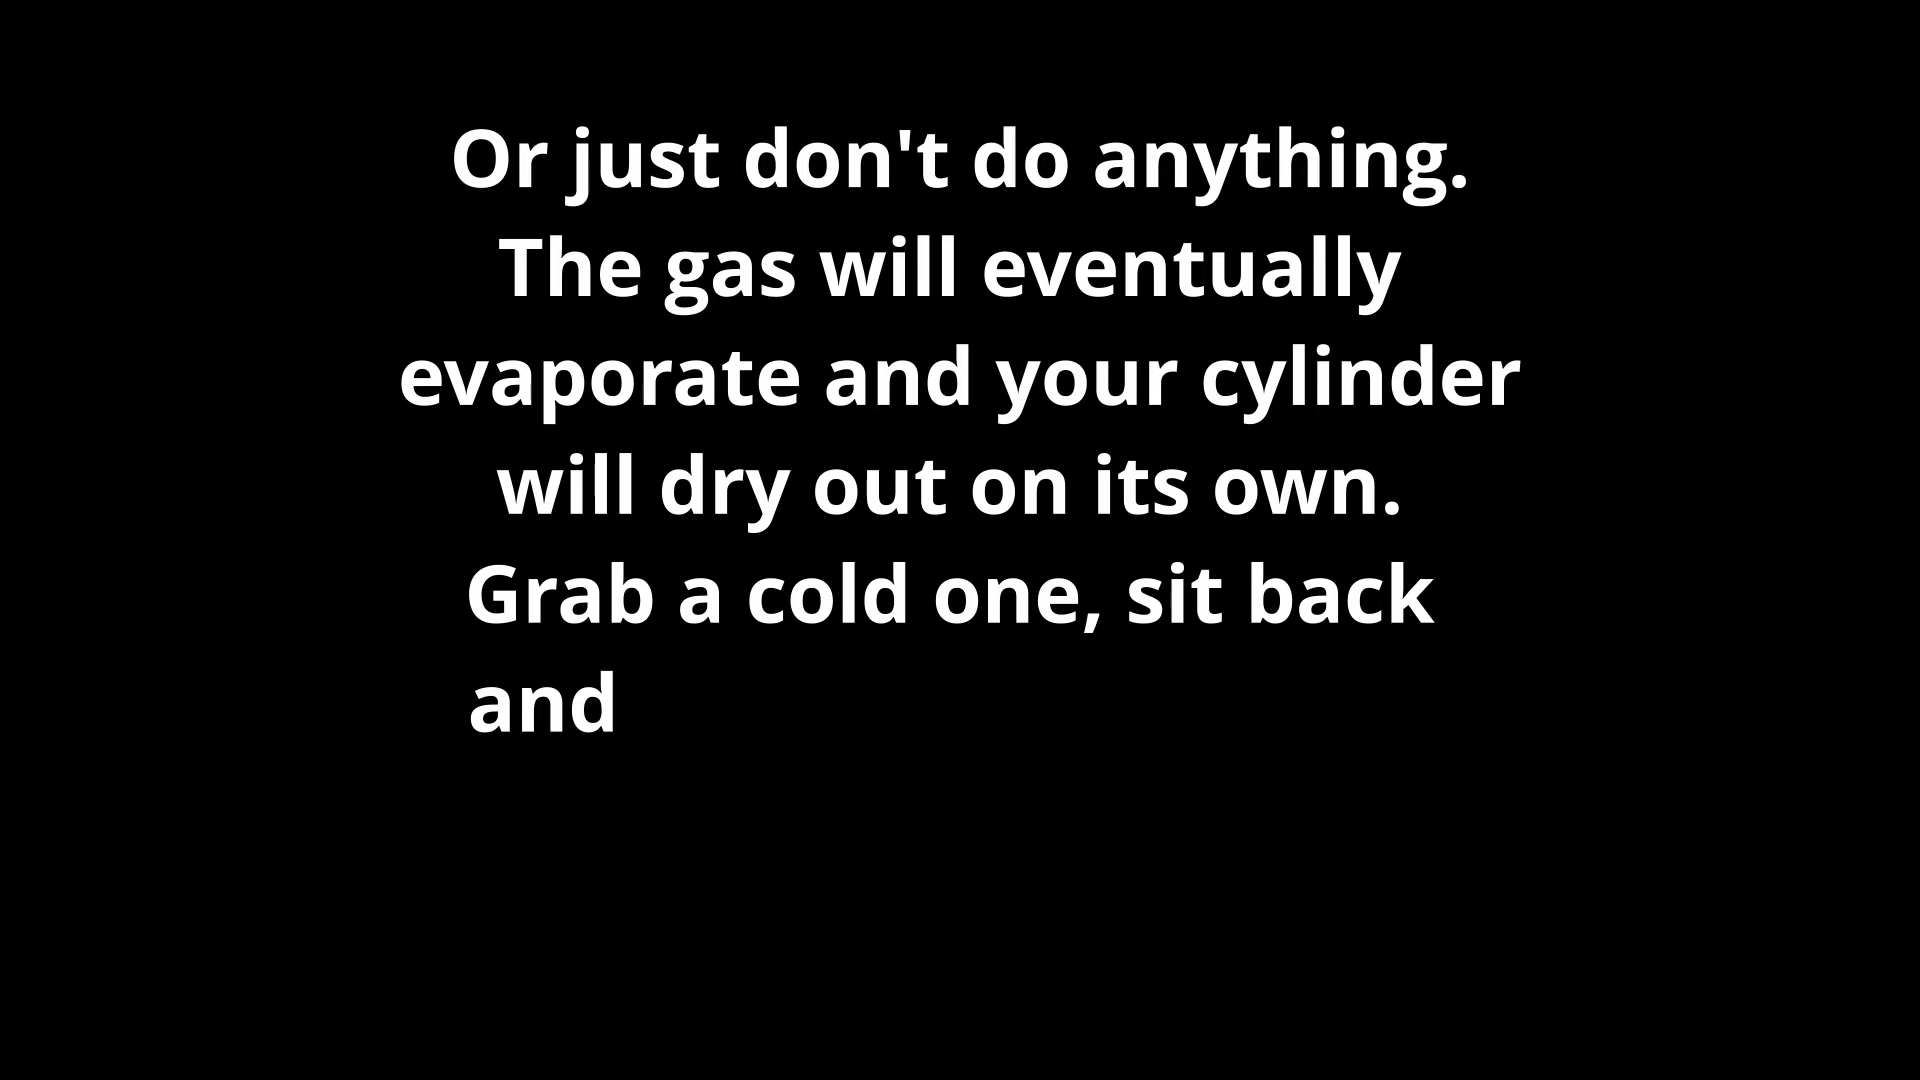 Or just don't do anything.
The gas will eventually
evaporate and your cylinder
will dry out on its own.
Grab a cold one, sit back
and